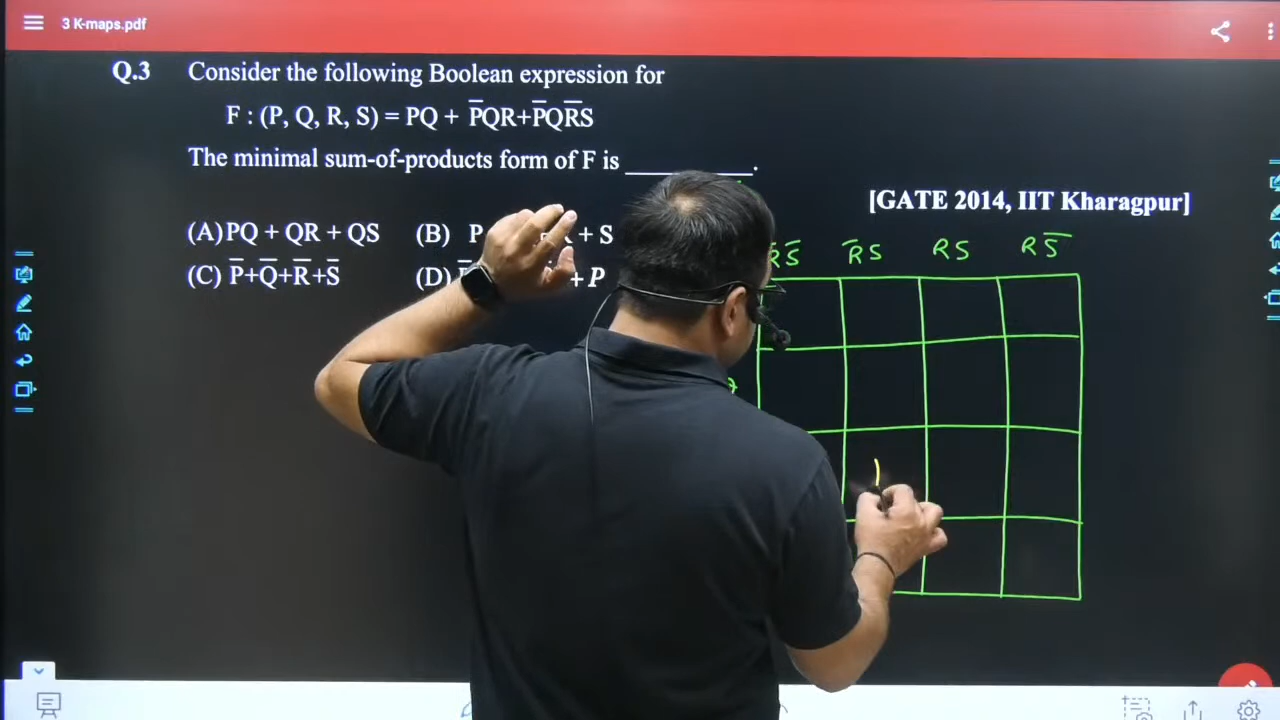 3 K-maps.pdf
Q.3 Consider the following Boolean expression for
F : (P, Q, R, S) = PQ + P̅QR+P̅QR̅S
The minimal sum-of-products form of F is ________.
[GATE 2014, IIT Kharagpur]
(A) PQ + QR + QS (B) P + S
(C) P̅+Q̅+R̅+S̅ (D) + P
R̅S̅ R̅S RS RS̅